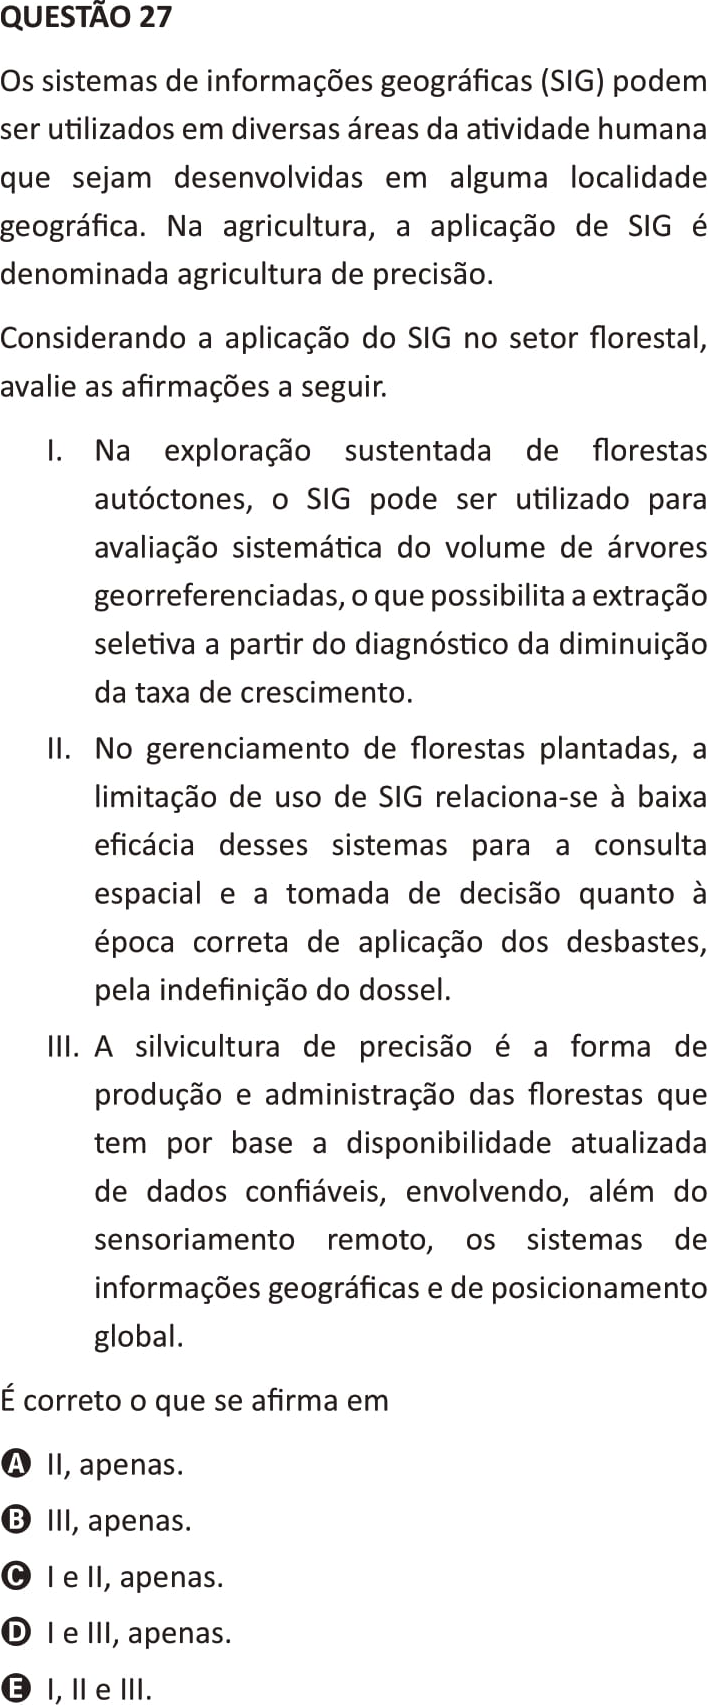 QUESTÃO 27
Os sistemas de informações geográficas (SIG) podem
ser utilizados em diversas áreas da atividade humana
que sejam desenvolvidas em alguma localidade
geográfica. Na agricultura, a aplicação de SIG é
denominada agricultura de precisão.
Considerando a aplicação do SIG no setor florestal,
avalie as afirmações a seguir.
I. Na exploração sustentada de florestas
autóctones, o SIG pode ser utilizado para
avaliação sistemática do volume de árvores
georreferenciadas, o que possibilita a extração
seletiva a partir do diagnóstico da diminuição
da taxa de crescimento.
II. No gerenciamento de florestas plantadas, a
limitação de uso de SIG relaciona-se à baixa
eficácia desses sistemas para a consulta
espacial e a tomada de decisão quanto à
época correta de aplicação dos desbastes,
pela indefinição do dossel.
III. A silvicultura de precisão é a forma de
produção e administração das florestas que
tem por base a disponibilidade atualizada
de dados confiáveis, envolvendo, além do
sensoriamento remoto, os sistemas de
informações geográficas e de posicionamento
global.
É correto o que se afirma em
A II, apenas.
B III, apenas.
C I e II, apenas.
D I e III, apenas.
E I, II e III.